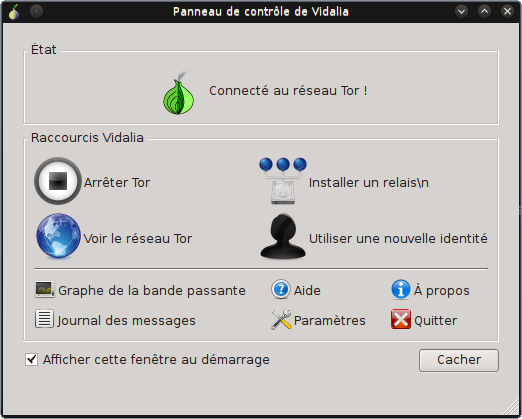 Panneau de contrôle de Vidalia
État
Connecté au réseau Tor !
Raccourcis Vidalia
Arrêter Tor
Installer un relais\n
Voir le réseau Tor
Utiliser une nouvelle identité
Graphe de la bande passante
Aide
À propos
Journal des messages
Paramètres
Quitter
Afficher cette fenêtre au démarrage
Cacher